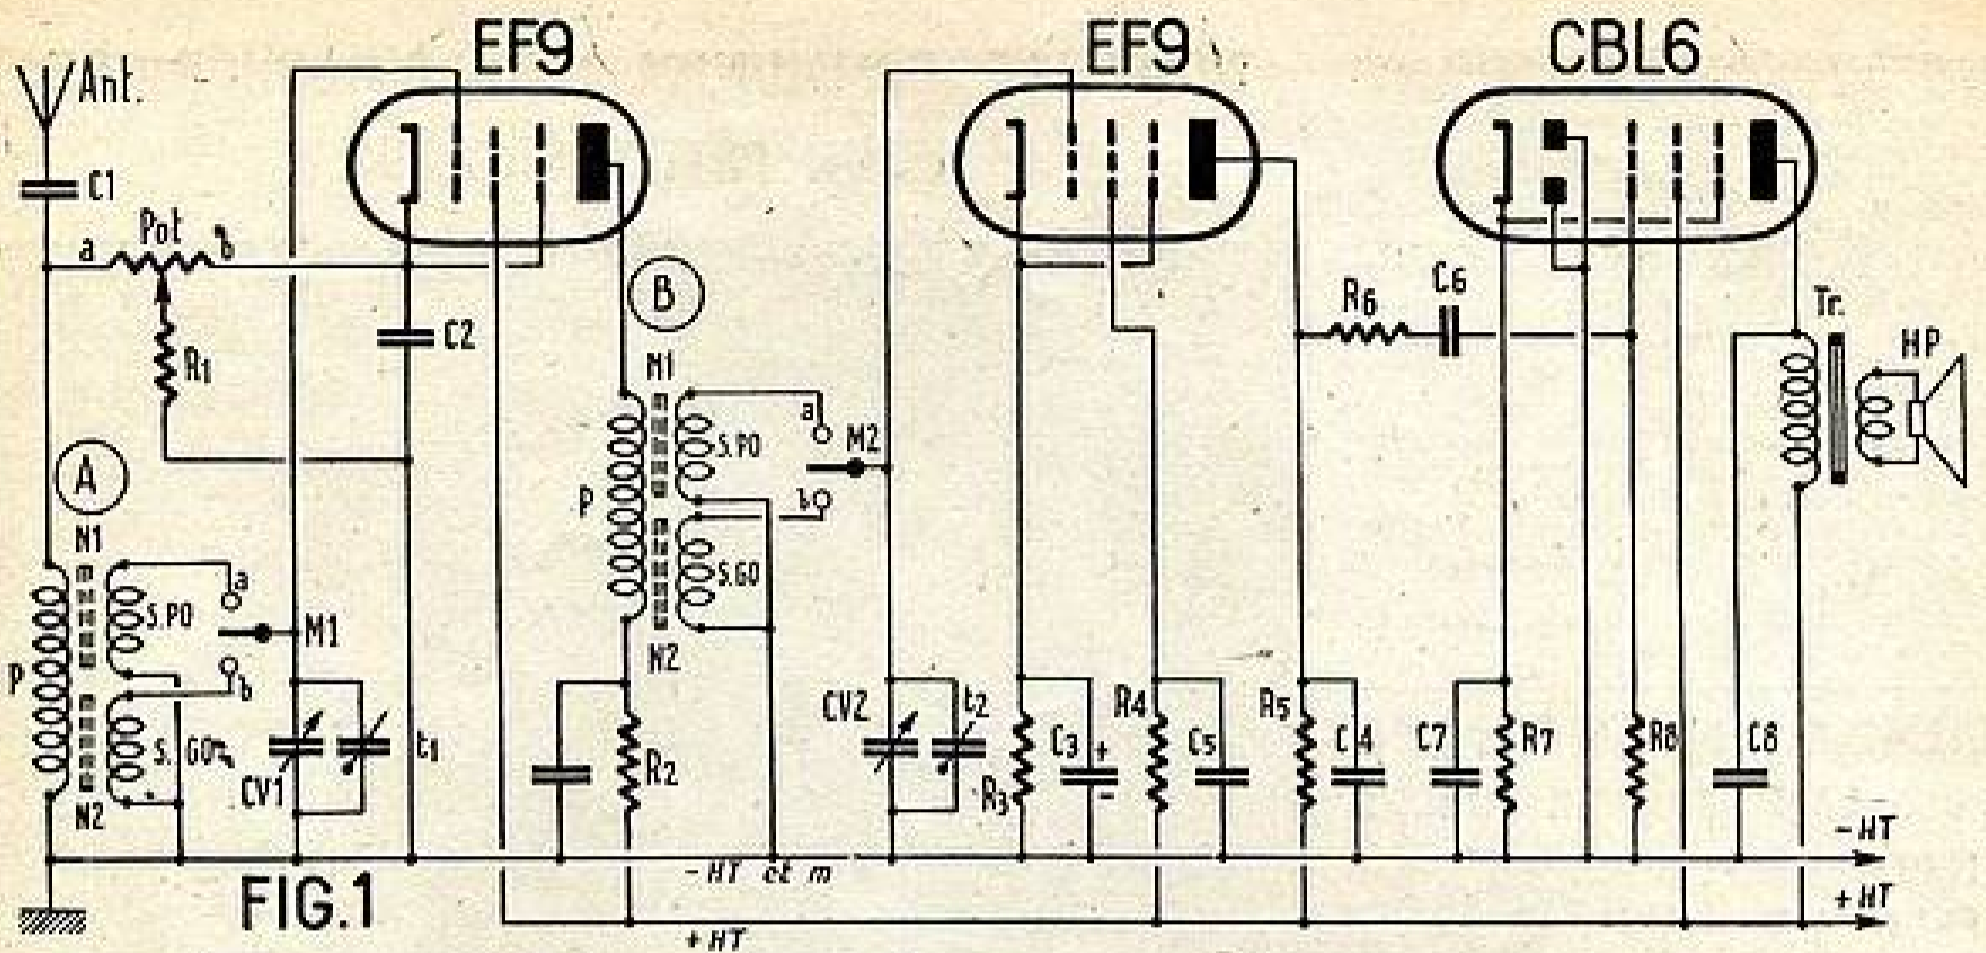 EF9
EF9
CBL6
Ant.
C1
Pot
a
b
R1
C2
A
B
N1
P
S.PO
a
M1
b
S. GO
N2
CV1
t1
M1
P
S.PO
a
M2
b
S.GO
N2
R2
CV2
t2
R3
C3
+
-
R4
C5
R5
C4
R6
C6
C7
R7
R8
C8
Tr.
HP
- HT
+ HT
- HT et m
+ HT
FIG.1